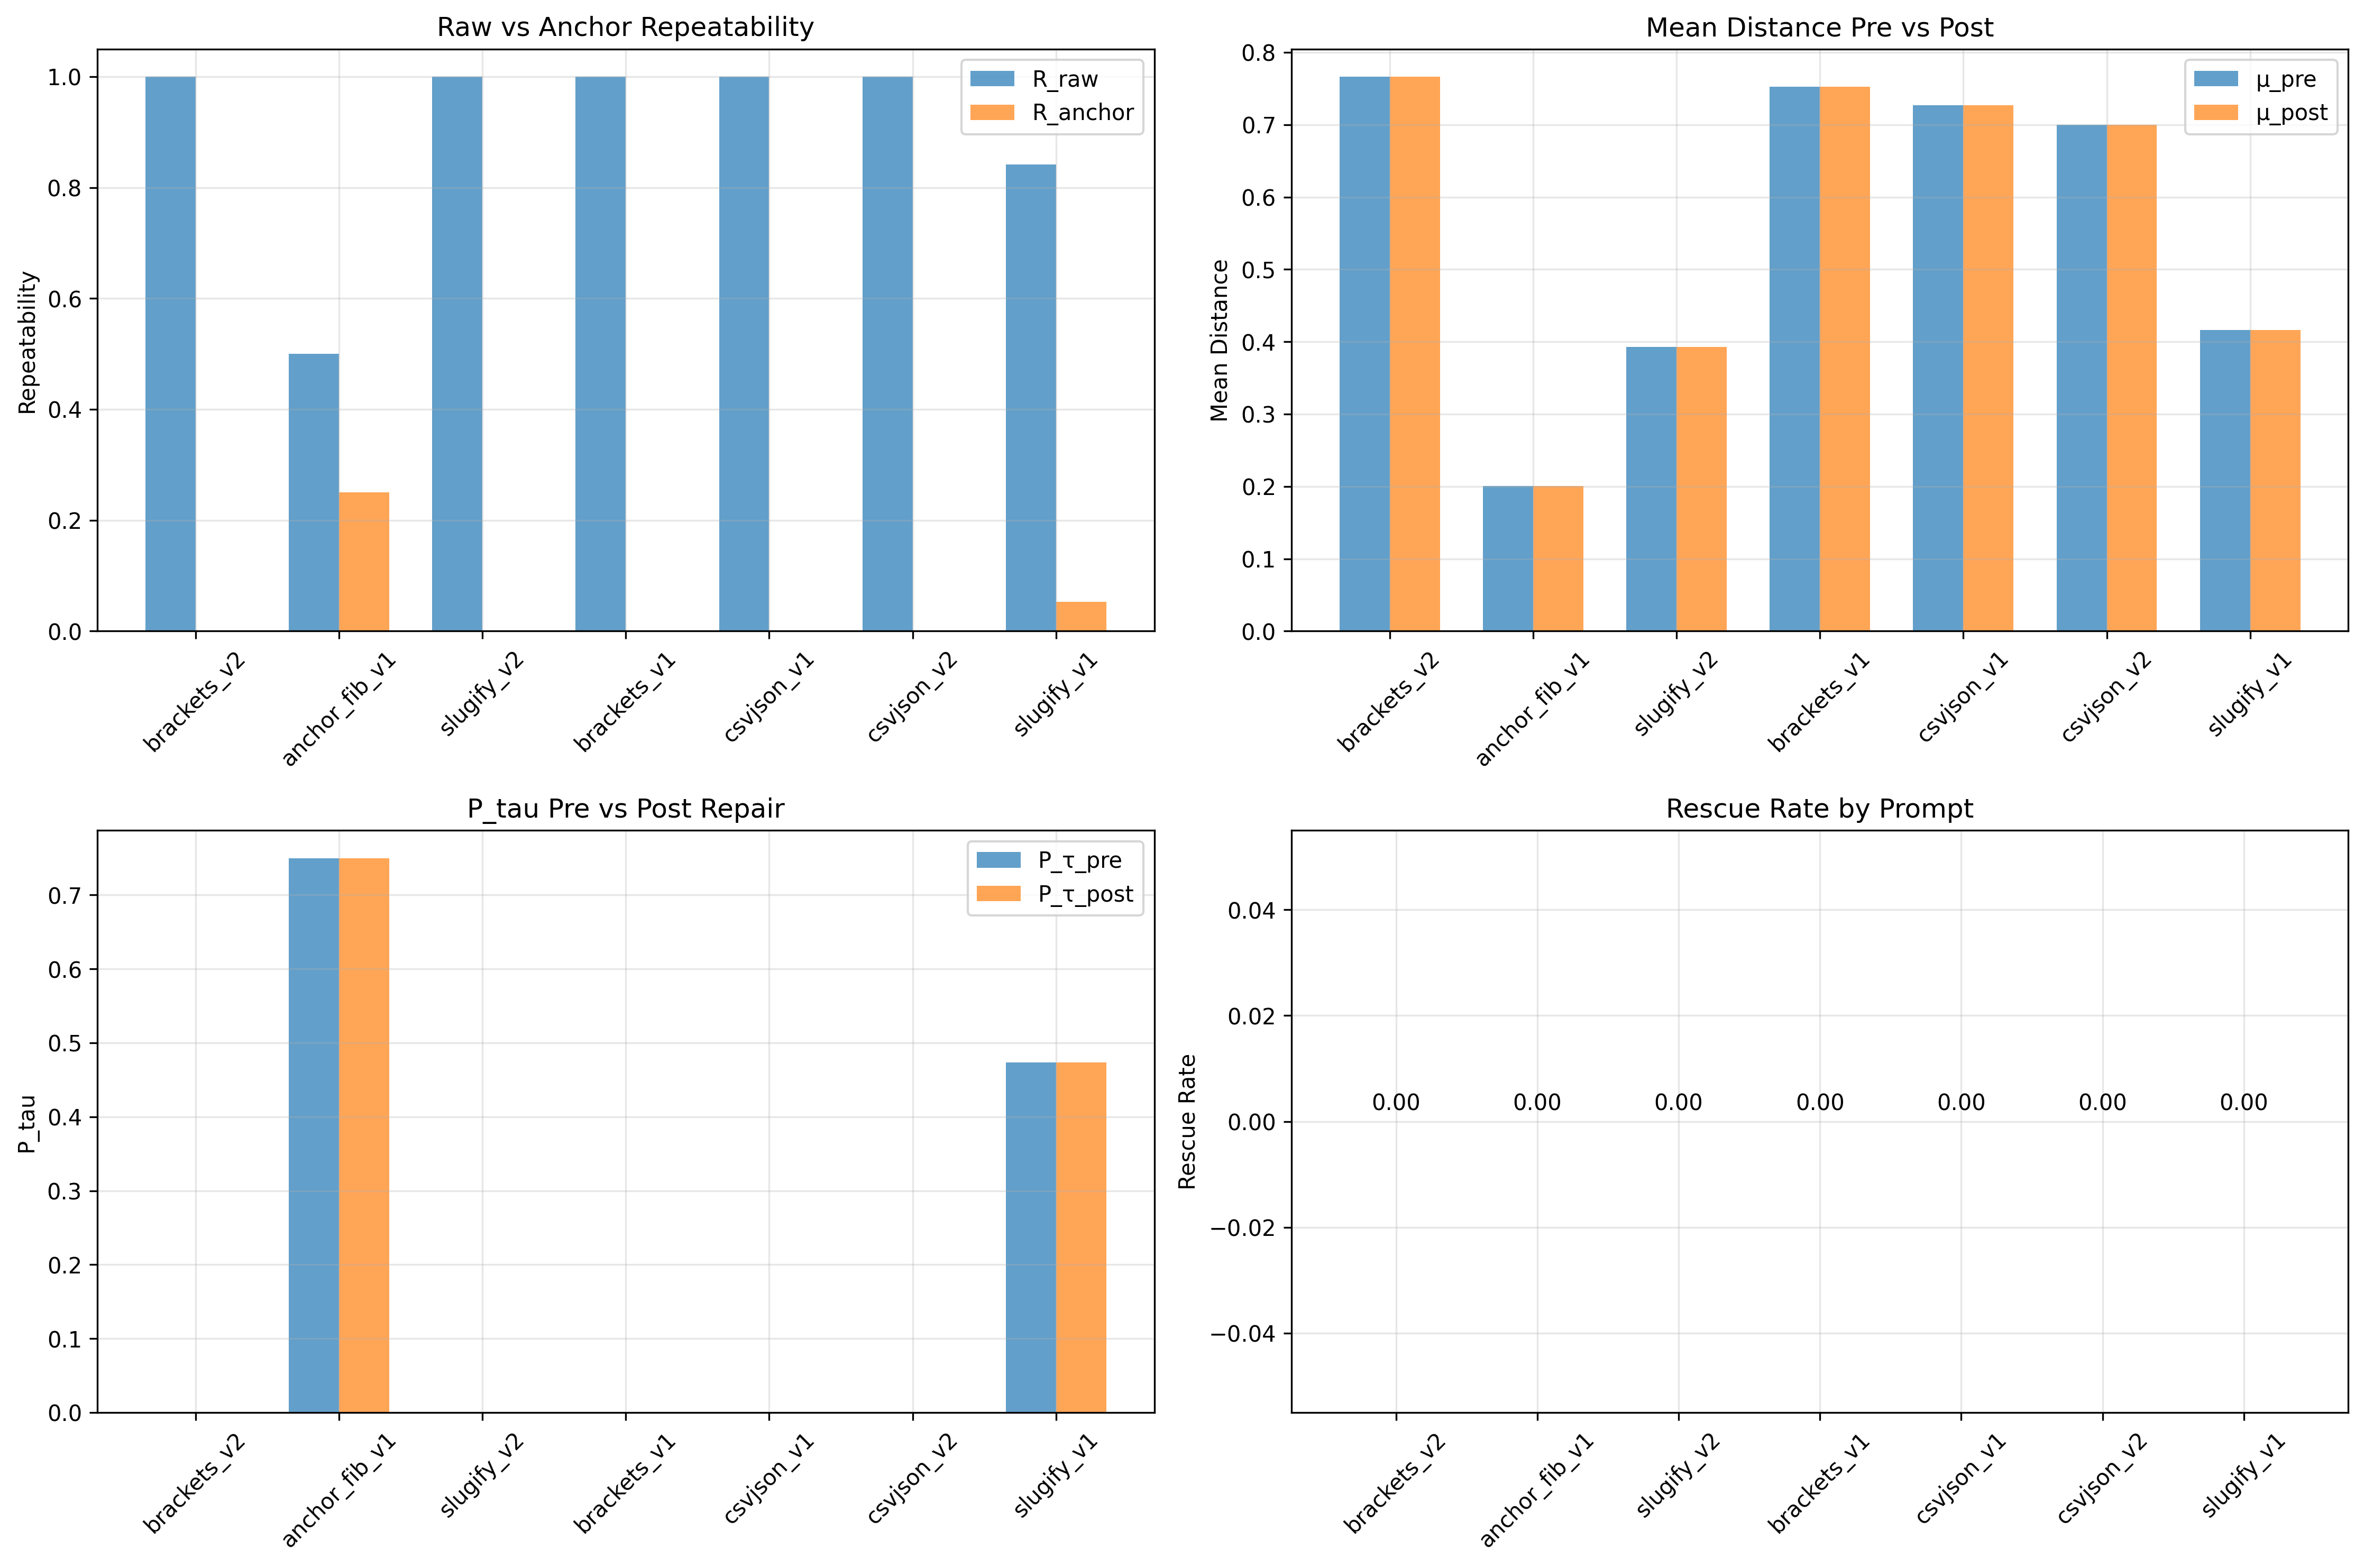 Raw vs Anchor Repeatability
R_raw
R_anchor
Repeatability
1.0
0.8
0.6
0.4
0.2
0.0
brackets_v2
anchor_fib_v1
slugify_v2
brackets_v1
csvjson_v1
csvjson_v2
slugify_v1
Mean Distance Pre vs Post
μ_pre
μ_post
Mean Distance
0.8
0.7
0.6
0.5
0.4
0.3
0.2
0.1
0.0
brackets_v2
anchor_fib_v1
slugify_v2
brackets_v1
csvjson_v1
csvjson_v2
slugify_v1
P_tau Pre vs Post Repair
P_τ_pre
P_τ_post
P_tau
0.7
0.6
0.5
0.4
0.3
0.2
0.1
0.0
brackets_v2
anchor_fib_v1
slugify_v2
brackets_v1
csvjson_v1
csvjson_v2
slugify_v1
Rescue Rate by Prompt
Rescue Rate
0.04
0.02
0.00
−0.02
−0.04
0.00 0.00 0.00 0.00 0.00 0.00 0.00
brackets_v2
anchor_fib_v1
slugify_v2
brackets_v1
csvjson_v1
csvjson_v2
slugify_v1